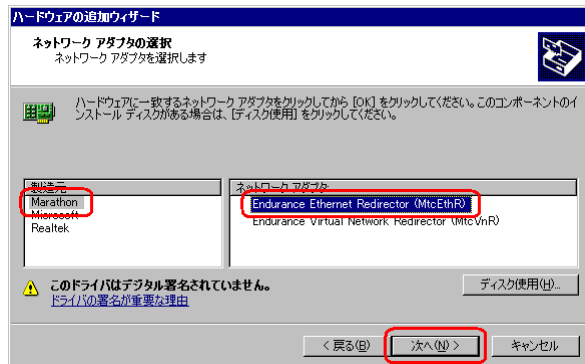 ハードウェアの追加ウィザード
ネットワーク アダプタの選択
ネットワーク アダプタを選択します
ハードウェアに一致するネットワーク アダプタをクリックしてから [OK] をクリックしてください。このコンポーネントのイ
ンストール ディスクがある場合は、[ディスク使用] をクリックしてください。
製造元
Marathon
Microsoft
Realtek
ネットワーク アダプタ
Endurance Ethernet Redirector (MtcEthR)
Endurance Virtual Network Redirector (MtcVnR)
このドライバはデジタル署名されていません。
ドライバの署名が重要な理由
ディスク使用(H)...
< 戻る(B)
次へ(N) >
キャンセル